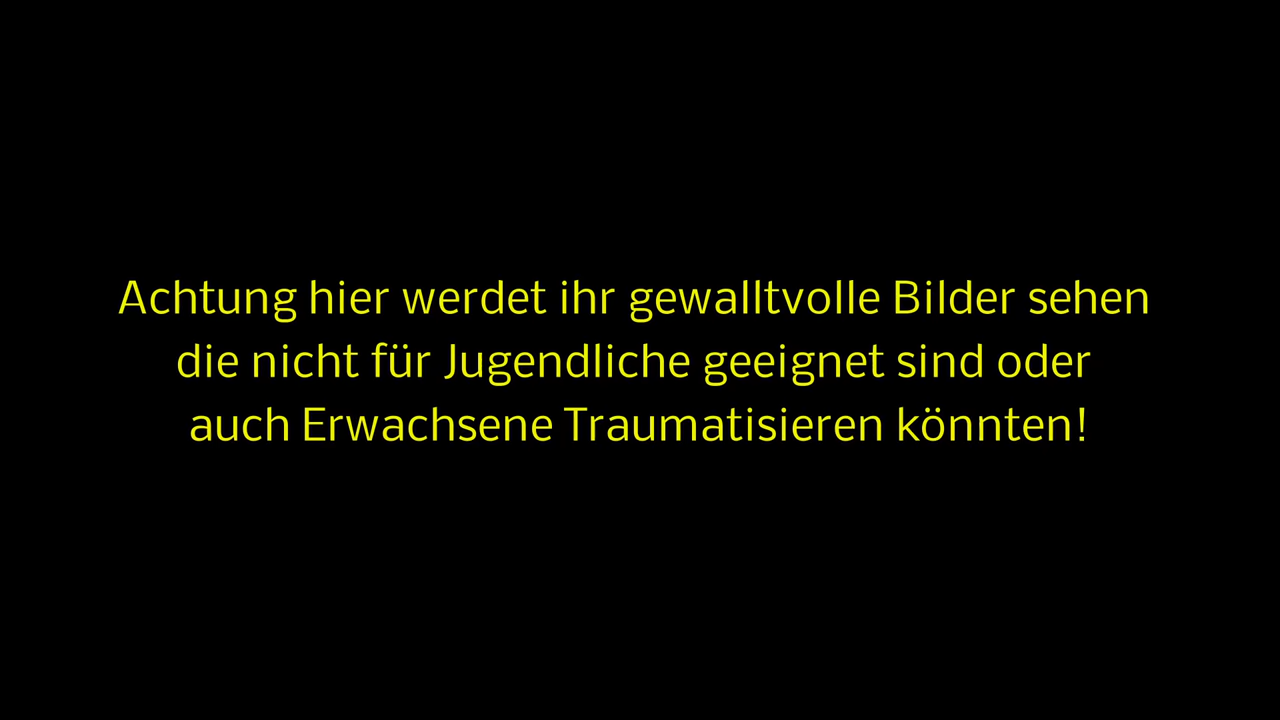 Achtung hier werdet ihr gewalltvolle Bilder sehen
die nicht für Jugendliche geeignet sind oder
auch Erwachsene Traumatisieren könnten!